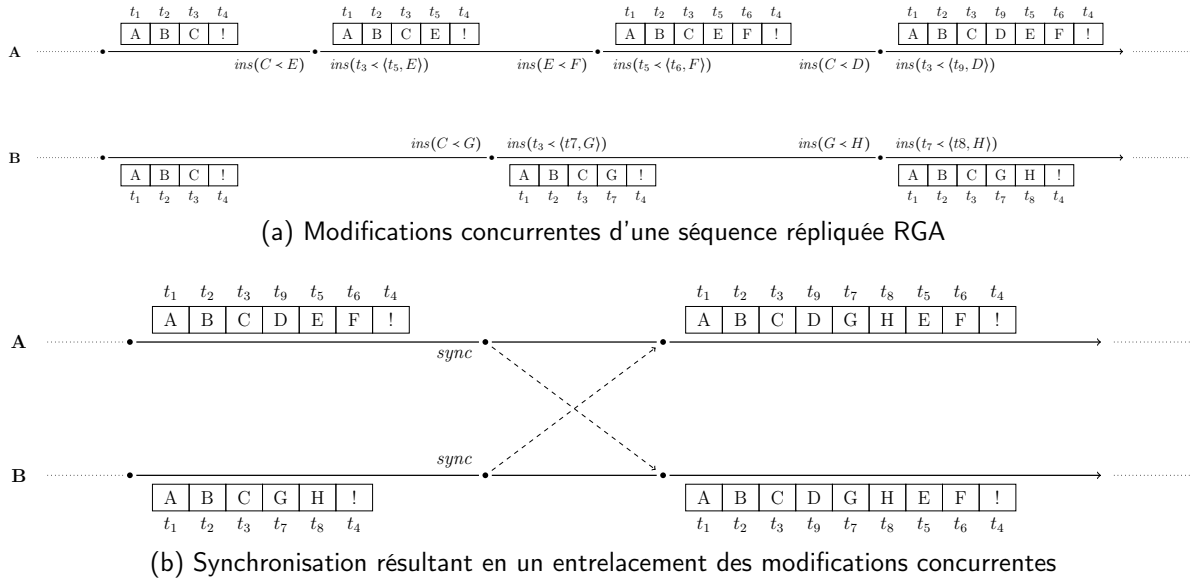 t₁ t₂ t₃ t₄ t₁ t₂ t₃ t₅ t₄ t₁ t₂ t₃ t₅ t₆ t₄ t₁ t₂ t₃ t₉ t₅ t₆ t₄
A B C ! A B C E ! A B C E F ! A B C D E F !
A
ins(C ≺ E) ins(t₃ ≺ ⟨t₅, E⟩) ins(E ≺ F) ins(t₅ ≺ ⟨t₆, F⟩) ins(C ≺ D) ins(t₃ ≺ ⟨t₉, D⟩)
ins(C ≺ G) ins(t₃ ≺ ⟨t7, G⟩) ins(G ≺ H) ins(t₇ ≺ ⟨t8, H⟩)
B
A B C ! A B C G ! A B C G H !
t₁ t₂ t₃ t₄ t₁ t₂ t₃ t₇ t₄ t₁ t₂ t₃ t₇ t₈ t₄
(a) Modifications concurrentes d'une séquence répliquée RGA
t₁ t₂ t₃ t₉ t₅ t₆ t₄ t₁ t₂ t₃ t₉ t₇ t₈ t₅ t₆ t₄
A B C D E F ! A B C D G H E F !
A
sync
sync
B
A B C G H ! A B C D G H E F !
t₁ t₂ t₃ t₇ t₈ t₄ t₁ t₂ t₃ t₉ t₇ t₈ t₅ t₆ t₄
(b) Synchronisation résultant en un entrelacement des modifications concurrentes